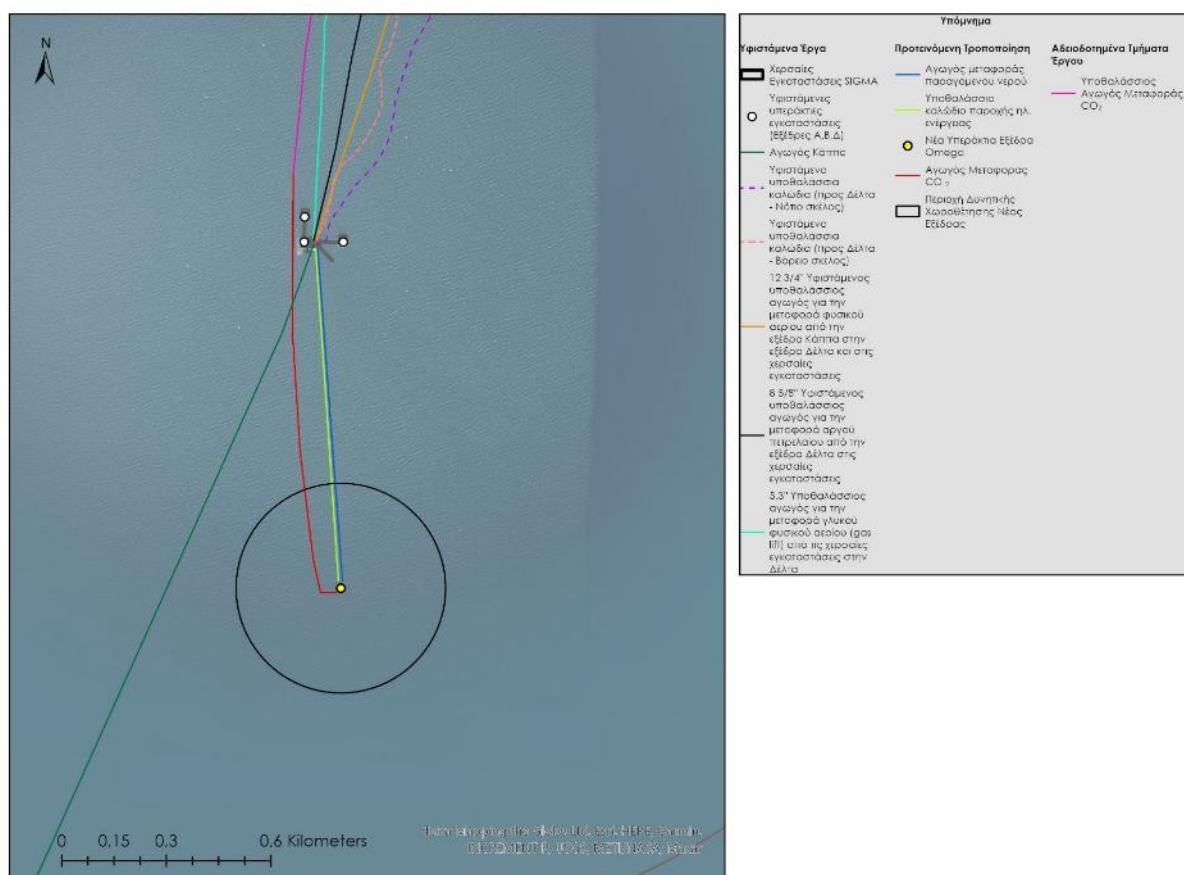 N
0 0,15 0,3 0,6 Kilometers
Υπόμνημα
Υφιστάμενα Έργα
Χερσαίες
Εγκαταστάσεις SIGMA
Υφιστάμενες
υπεράκτιες
εγκαταστάσεις
(Εξέδρες Α,Β,Δ)
Αγωγός Κάππα
Υφιστάμενα
υποθαλάσσια
καλώδια (προς Δέλτα
- Νότιο σκέλος)
Υφιστάμενα
υποθαλάσσια
καλώδια (προς Δέλτα
- Βόρειο σκέλος)
12 3/4" Υφιστάμενος
υποθαλάσσιος
αγωγός για την
μεταφορά φυσικού
αερίου από την
εξέδρα Κάππα στην
εξέδρα Δέλτα και στις
χερσαίες
εγκαταστάσεις
8 5/8" Υφιστάμενος
υποθαλάσσιος
αγωγός για την
μεταφορά αργού
πετρελαίου από την
εξέδρα Δέλτα στις
χερσαίες
εγκαταστάσεις
5.3" Υποθαλάσσιος
αγωγός για την
μεταφορά γλυκού
φυσικού αερίου (gas
lift) από τις χερσαίες
εγκαταστάσεις στην
Δέλτα
Προτεινόμενη Τροποποίηση
Αγωγός μεταφοράς
παραγόμενου νερού
Υποθαλάσσια
καλώδιο παροχής ηλ.
ενέργειας
Νέα Υπεράκτια Εξέδρα
Omega
Αγωγός Μεταφορας
CO2
Περιοχή Δυνητικής
Χωροθέτησης Νέας
Εξέδρας
Αδειοδοτημένα Τμήματα
Έργου
Υποθαλάσσιος
Αγωγός Μεταφοράς
CO2